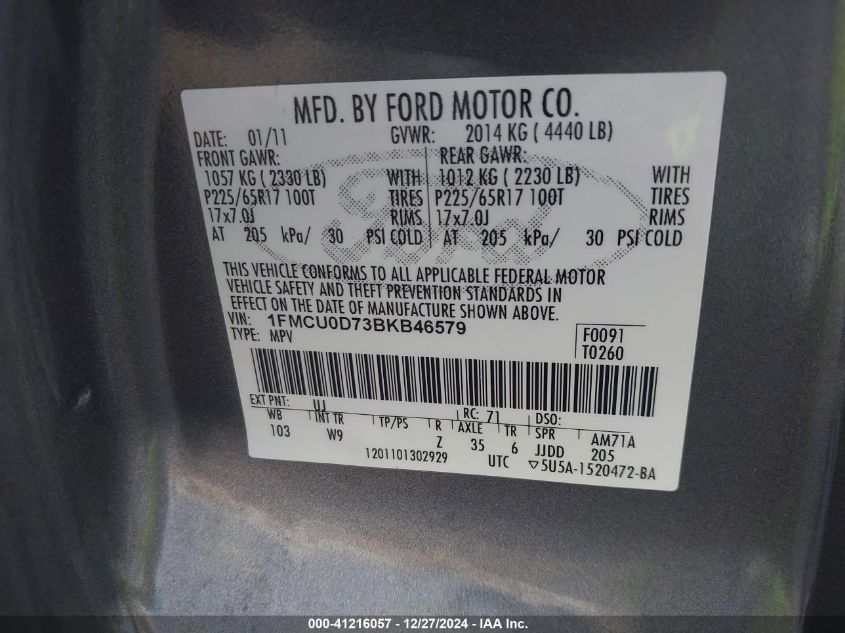 MFD. BY FORD MOTOR CO.
DATE: 01/11 GVWR: 2014 KG ( 4440 LB)
FRONT GAWR: REAR GAWR:
1057 KG ( 2330 LB) WITH 1012 KG ( 2230 LB) WITH
P225/65R17 100T TIRES P225/65R17 100T TIRES
17x7.0J RIMS 17x7.0J RIMS
AT 205 kPa/ 30 PSI COLD AT 205 kPa/ 30 PSI COLD
Ford
THIS VEHICLE CONFORMS TO ALL APPLICABLE FEDERAL MOTOR
VEHICLE SAFETY AND THEFT PREVENTION STANDARDS IN
EFFECT ON THE DATE OF MANUFACTURE SHOWN ABOVE.
VIN: 1FMCU0D73BKB46579
TYPE: MPV
F0091
T0260
EXT PNT: UJ RC: 71 DSO:
WB INT TR TP/PS R AXLE TR SPR AM71A
103 W9 Z 35 6 JJDD 205
1201101302929 UTC ▽5U5A-1520472-BA
000-41216057 - 12/27/2024 - IAA Inc.